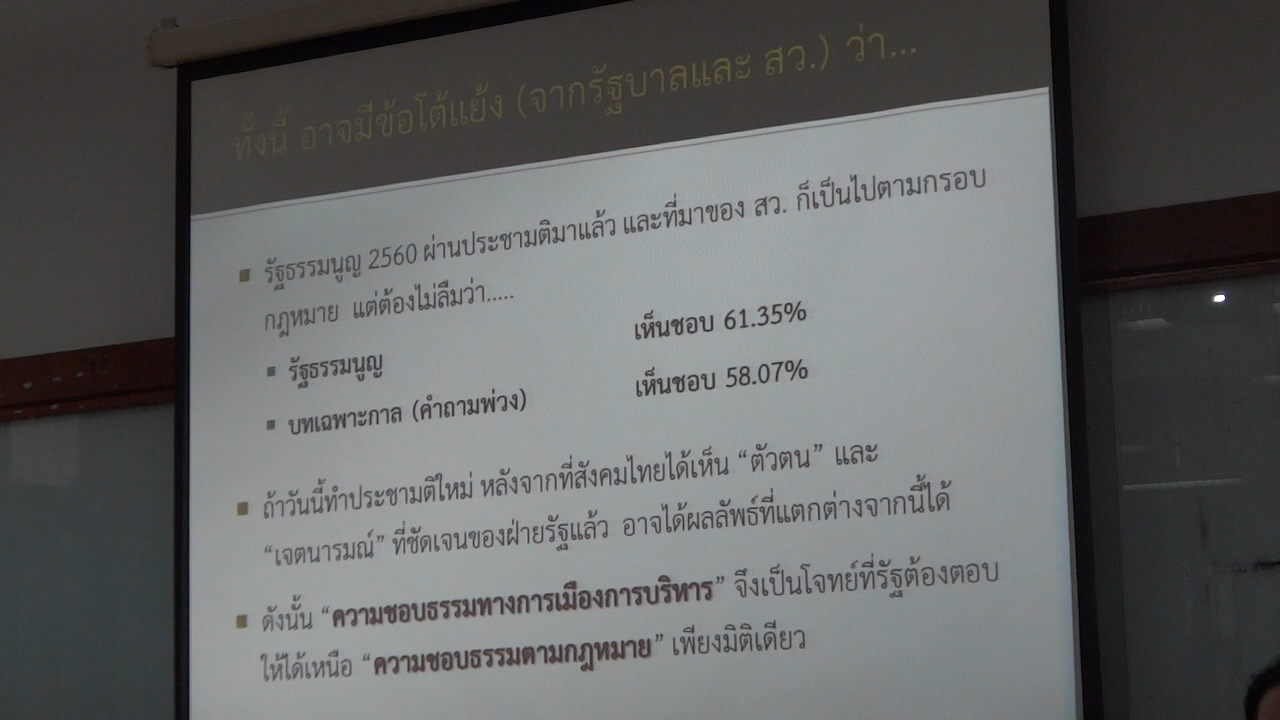 ทั้งนี้ อาจมีข้อโต้แย้ง (จากรัฐบาลและ สว.) ว่า...
รัฐธรรมนูญ 2560 ผ่านประชามติมาแล้ว และที่มาของ สว. ก็เป็นไปตามกรอบ
กฎหมาย แต่ต้องไม่ลืมว่า.....
รัฐธรรมนูญ เห็นชอบ 61.35%
บทเฉพาะกาล (คำถามพ่วง) เห็นชอบ 58.07%
ถ้าวันนี้ทำประชามติใหม่ หลังจากที่สังคมไทยได้เห็น “ตัวตน” และ
“เจตนารมณ์” ที่ชัดเจนของฝ่ายรัฐแล้ว อาจได้ผลลัพธ์ที่แตกต่างจากนี้ได้
ดังนั้น “ความชอบธรรมทางการเมืองการบริหาร” จึงเป็นโจทย์ที่รัฐต้องตอบ
ให้ได้เหนือ “ความชอบธรรมตามกฎหมาย” เพียงมิติเดียว